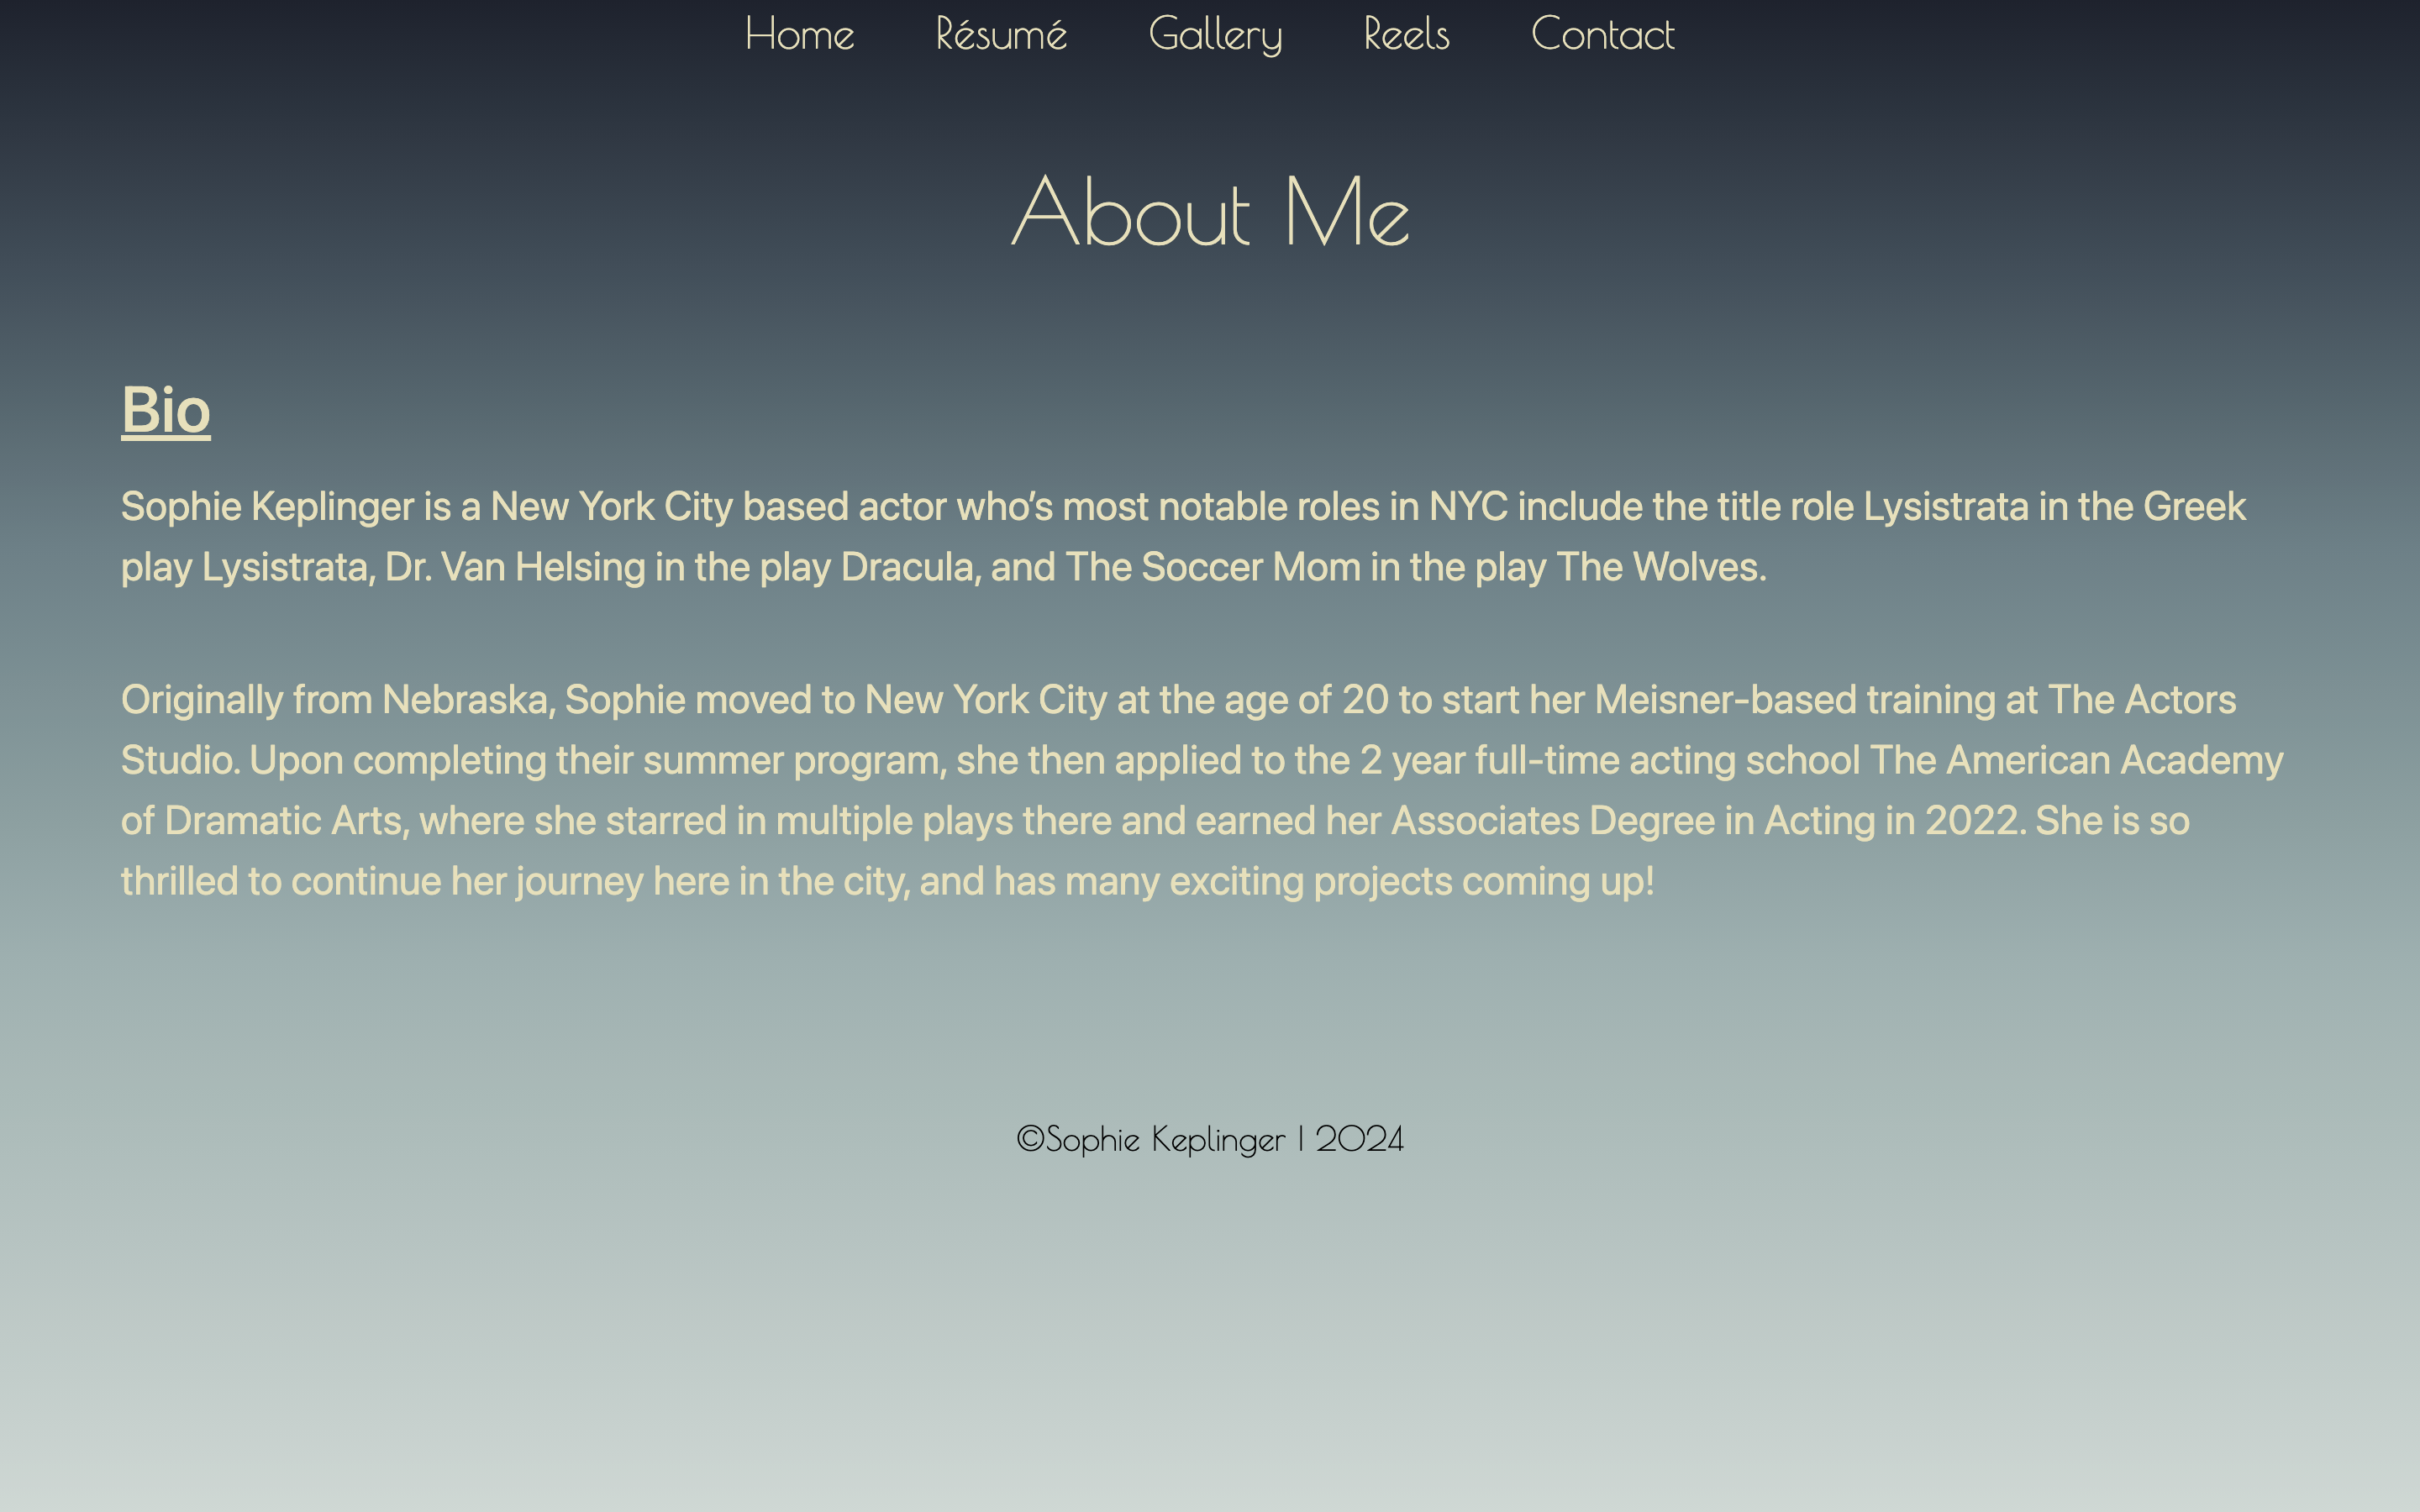 Home Résumé Gallery Reels Contact
About Me
Bio
Sophie Keplinger is a New York City based actor who’s most notable roles in NYC include the title role Lysistrata in the Greek
play Lysistrata, Dr. Van Helsing in the play Dracula, and The Soccer Mom in the play The Wolves.
Originally from Nebraska, Sophie moved to New York City at the age of 20 to start her Meisner-based training at The Actors
Studio. Upon completing their summer program, she then applied to the 2 year full-time acting school The American Academy
of Dramatic Arts, where she starred in multiple plays there and earned her Associates Degree in Acting in 2022. She is so
thrilled to continue her journey here in the city, and has many exciting projects coming up!
©Sophie Keplinger | 2024